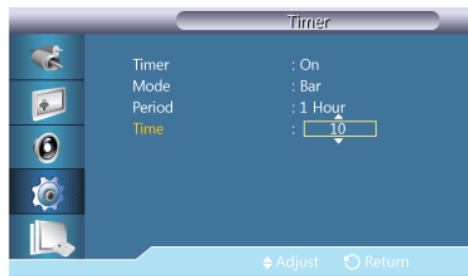 Timer
Timer : On
Mode : Bar
Period : 1 Hour
Time : 10
Adjust Return